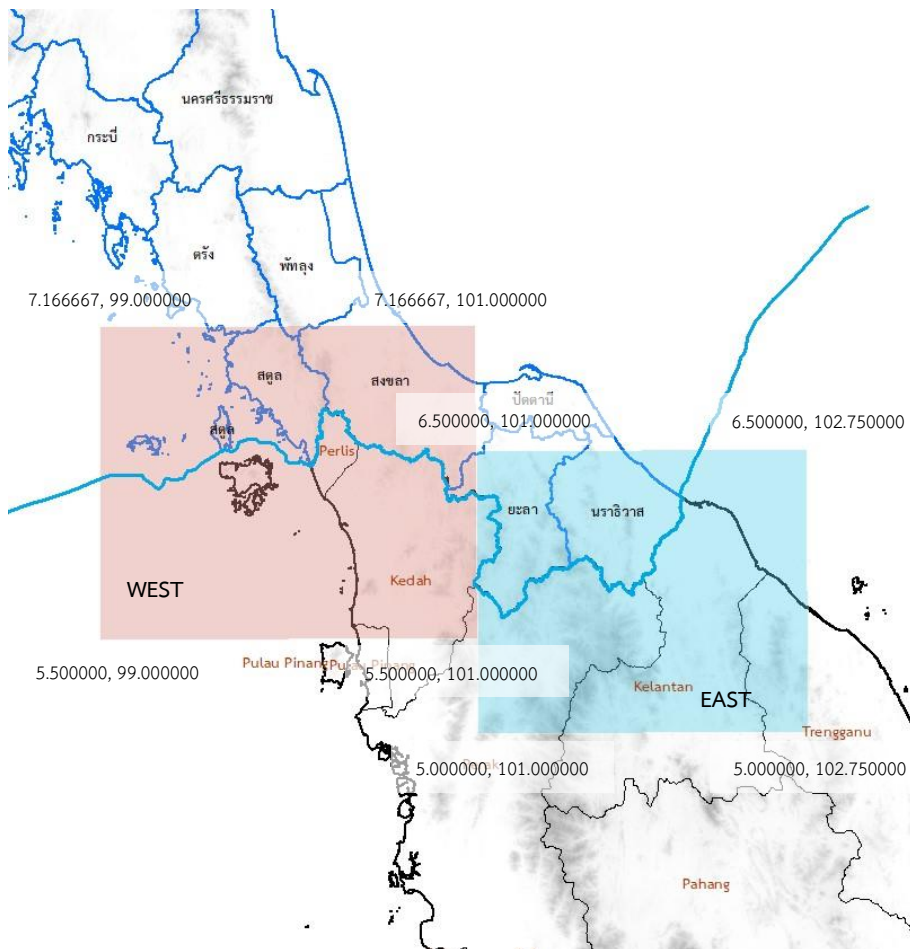 นครศรีธรรมราช
กระบี่
ตรัง
พัทลุง
7.166667, 99.000000
7.166667, 101.000000
สตูล
สงขลา
ปัตตานี
6.500000, 101.000000
6.500000, 102.750000
สตูล
Perlis
ยะลา
นราธิวาส
WEST
Kedah
5.500000, 99.000000
Pulau Pinang
Pulau Pinang
5.500000, 101.000000
Kelantan
EAST
Trengganu
5.000000, 101.000000
5.000000, 102.750000
Pahang